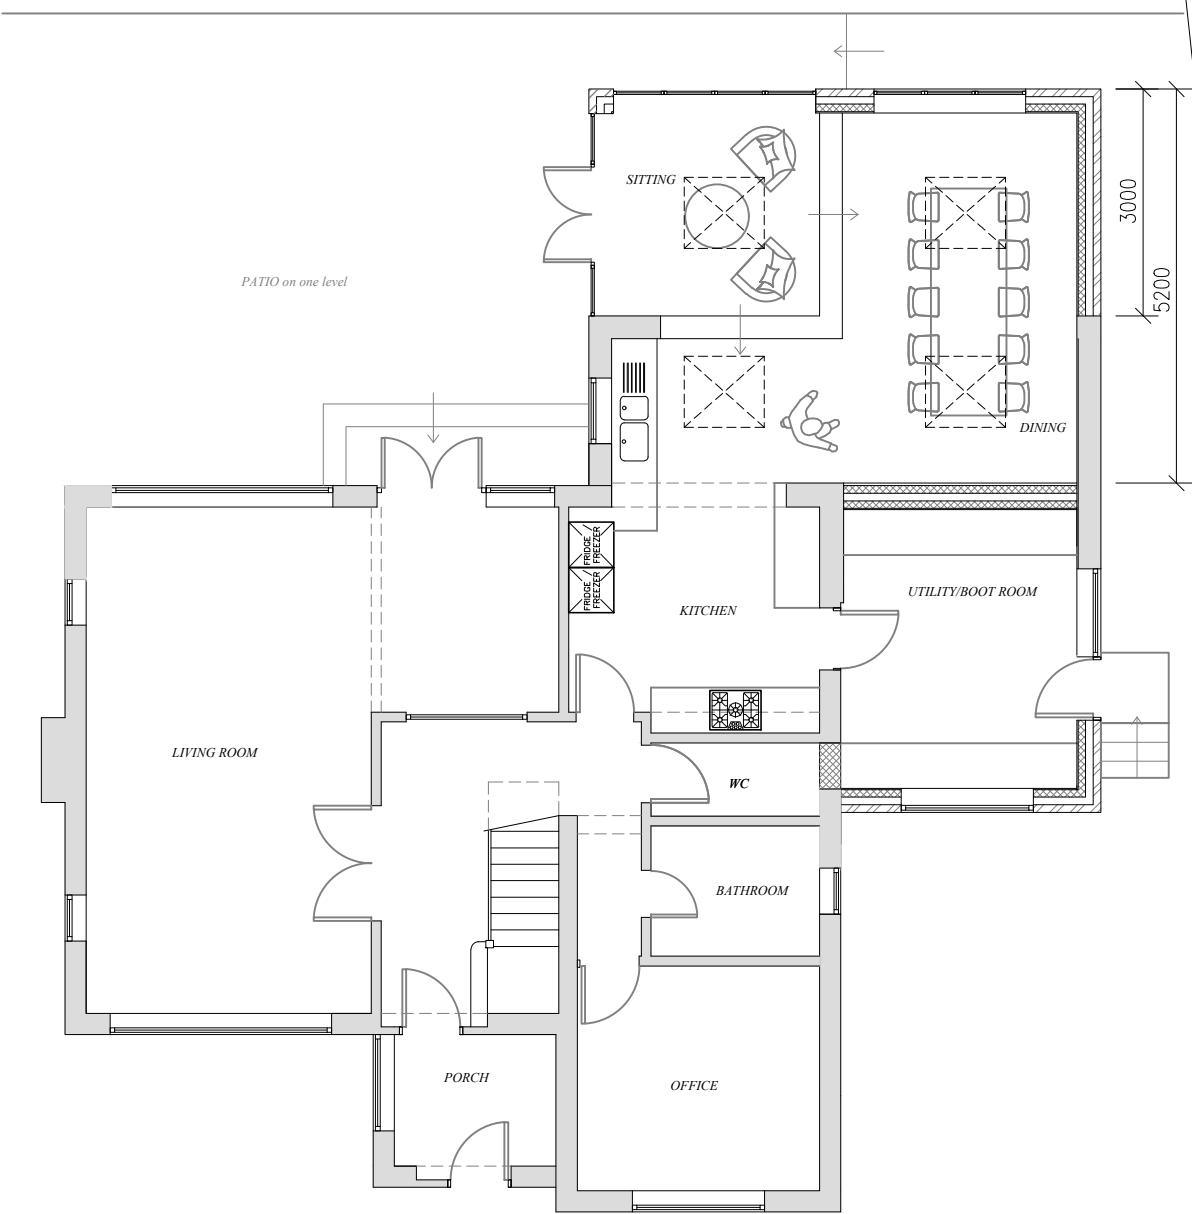 SITTING
3000
5200
PATIO on one level
DINING
FRIDGE/
FREEZER
FRIDGE/
FREEZER
UTILITY/BOOT ROOM
KITCHEN
LIVING ROOM
WC
BATHROOM
PORCH
OFFICE